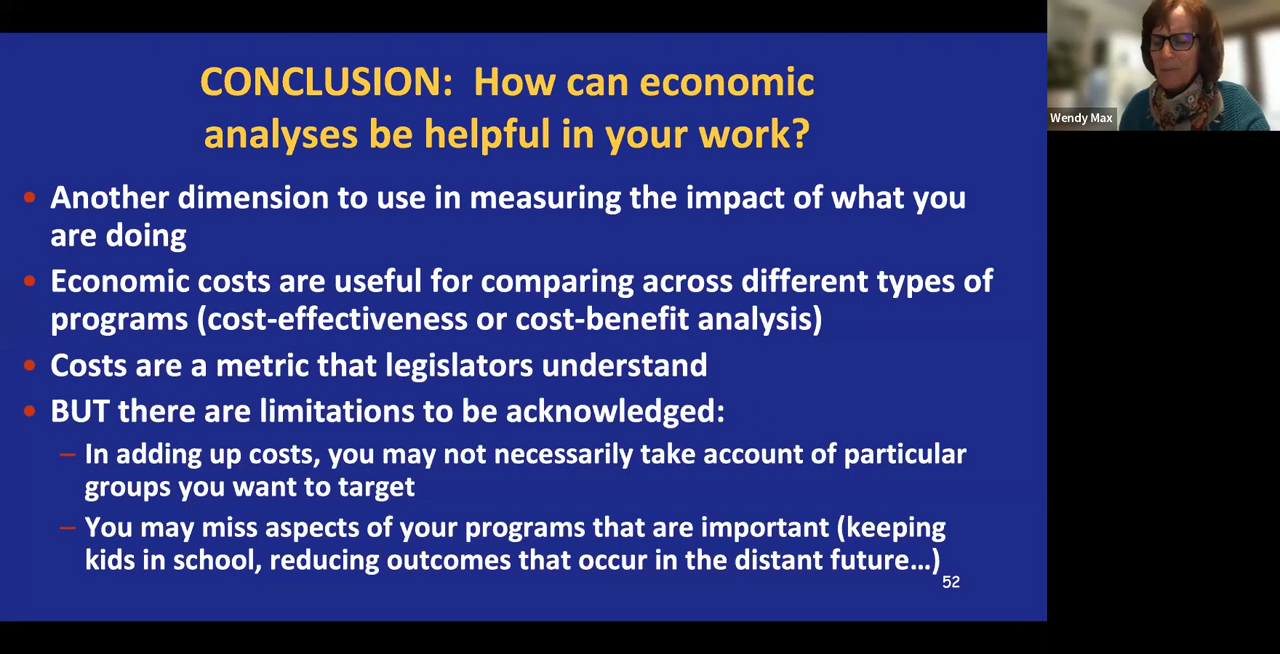 CONCLUSION: How can economic
analyses be helpful in your work?
• Another dimension to use in measuring the impact of what you
are doing
• Economic costs are useful for comparing across different types of
programs (cost-effectiveness or cost-benefit analysis)
• Costs are a metric that legislators understand
• BUT there are limitations to be acknowledged:
– In adding up costs, you may not necessarily take account of particular
groups you want to target
– You may miss aspects of your programs that are important (keeping
kids in school, reducing outcomes that occur in the distant future…)
52
Wendy Max